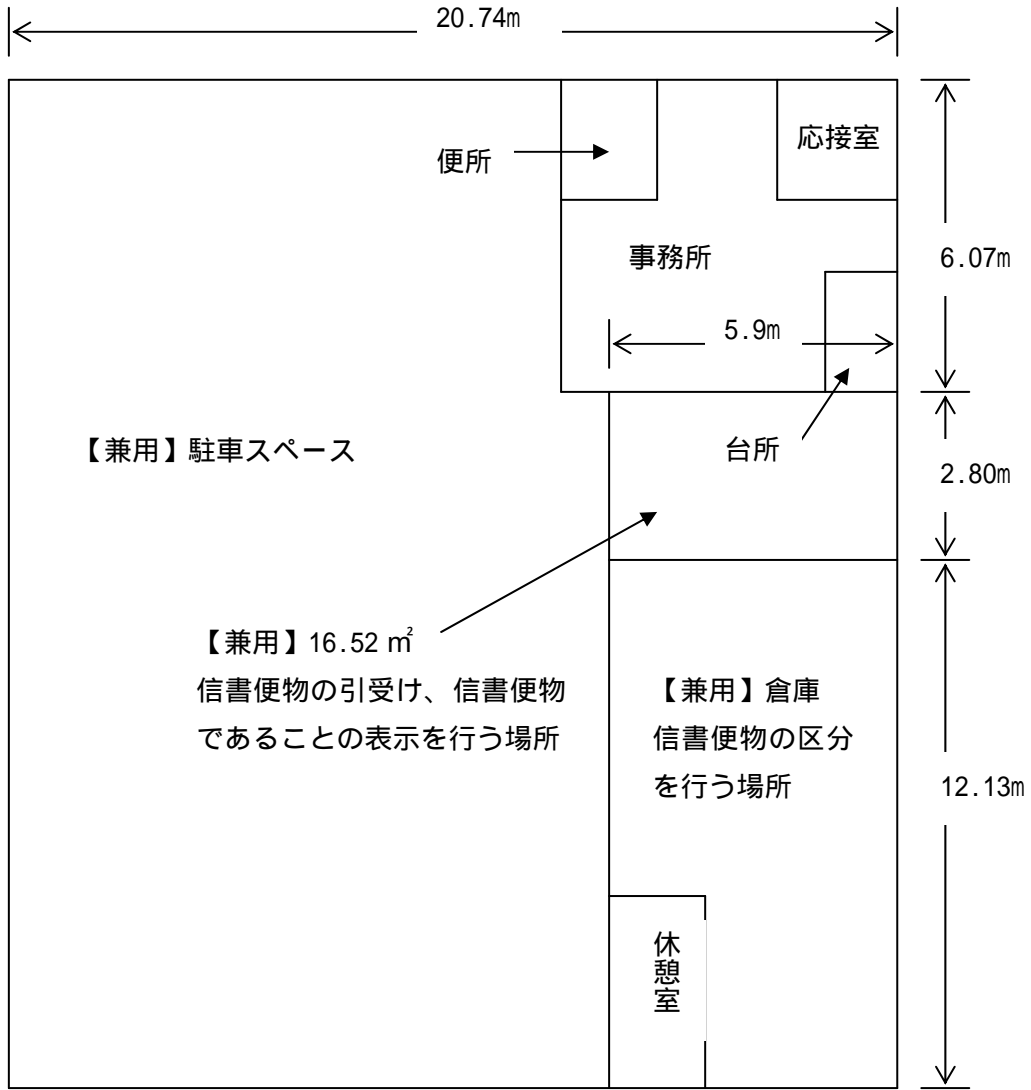 20.74m
便所
応接室
事務所
6.07m
5.9m
【兼用】駐車スペース
台所
2.80m
【兼用】16.52 ㎡
信書便物の引受け、信書便物
であることの表示を行う場所
【兼用】倉庫
信書便物の区分
を行う場所
12.13m
休憩室